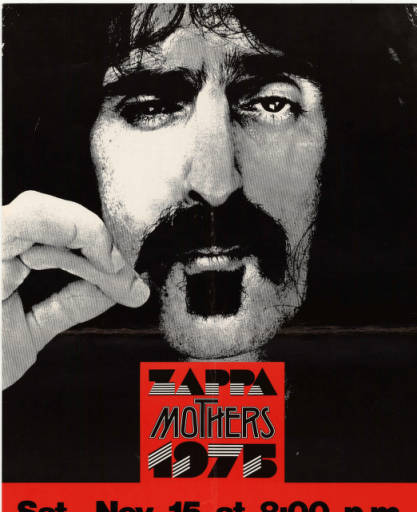 ZAPPA
MOTHERS
1975
Sat. Nov. 15 at 8:00 p.m.